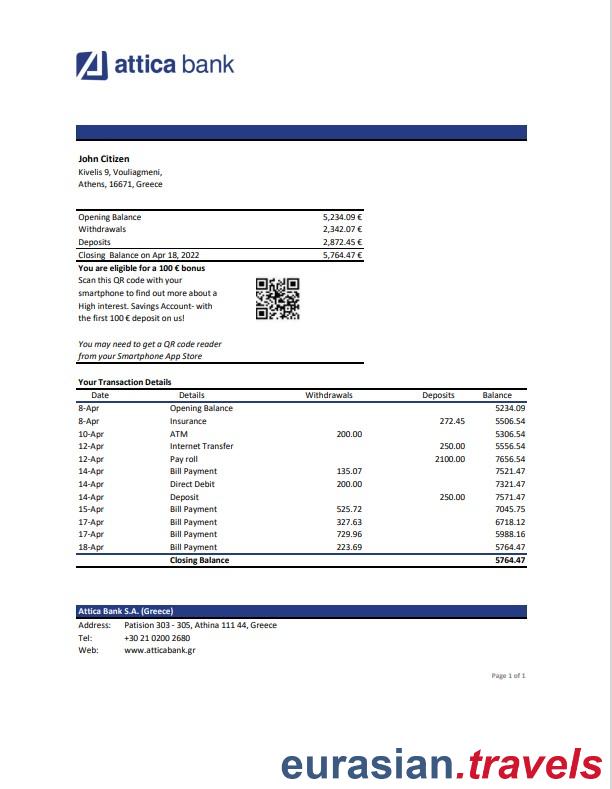 attica bank
John Citizen
Kivelis 9, Vouliagmeni,
Athens, 16671, Greece
Opening Balance 5,234.09 €
Withdrawals 2,342.07 €
Deposits 2,872.45 €
Closing Balance on Apr 18, 2022 5,764.47 €
You are eligible for a 100 € bonus
Scan this QR code with your
smartphone to find out more about a
High interest. Savings Account- with
the first 100 € deposit on us!
You may need to get a QR code reader
from your Smartphone App Store
Your Transaction Details
Date Details Withdrawals Deposits Balance
8-Apr Opening Balance 5234.09
8-Apr Insurance 272.45 5506.54
10-Apr ATM 200.00 5306.54
12-Apr Internet Transfer 250.00 5556.54
12-Apr Pay roll 2100.00 7656.54
14-Apr Bill Payment 135.07 7521.47
14-Apr Direct Debit 200.00 7321.47
14-Apr Deposit 250.00 7571.47
15-Apr Bill Payment 525.72 7045.75
17-Apr Bill Payment 327.63 6718.12
17-Apr Bill Payment 729.96 5988.16
18-Apr Bill Payment 223.69 5764.47
Closing Balance 5764.47
Attica Bank S.A. (Greece)
Address: Patision 303 - 305, Athina 111 44, Greece
Tel: +30 21 0200 2680
Web: www.atticabank.gr
Page 1 of 1
eurasian.travels